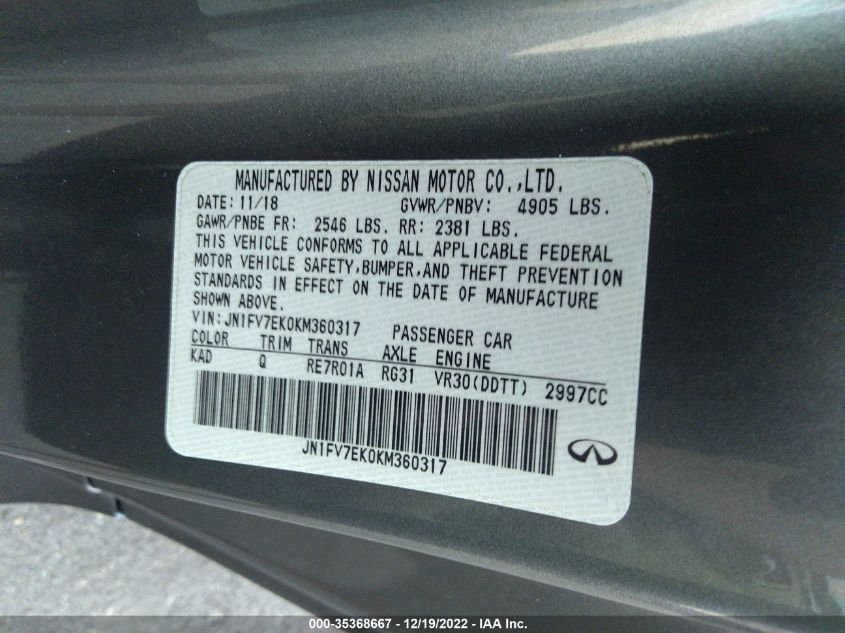 MANUFACTURED BY NISSAN MOTOR CO.,LTD.
DATE: 11/18 GVWR/PNBV: 4905 LBS.
GAWR/PNBE FR: 2546 LBS. RR: 2381 LBS.
THIS VEHICLE CONFORMS TO ALL APPLICABLE FEDERAL
MOTOR VEHICLE SAFETY,BUMPER,AND THEFT PREVENTION
STANDARDS IN EFFECT ON THE DATE OF MANUFACTURE
SHOWN ABOVE.
VIN:JN1FV7EK0KM360317 PASSENGER CAR
COLOR TRIM TRANS AXLE ENGINE
KAD Q RE7R01A RG31 VR30(DDTT) 2997CC
JN1FV7EK0KM360317
000-35368667 - 12/19/2022 - IAA Inc.